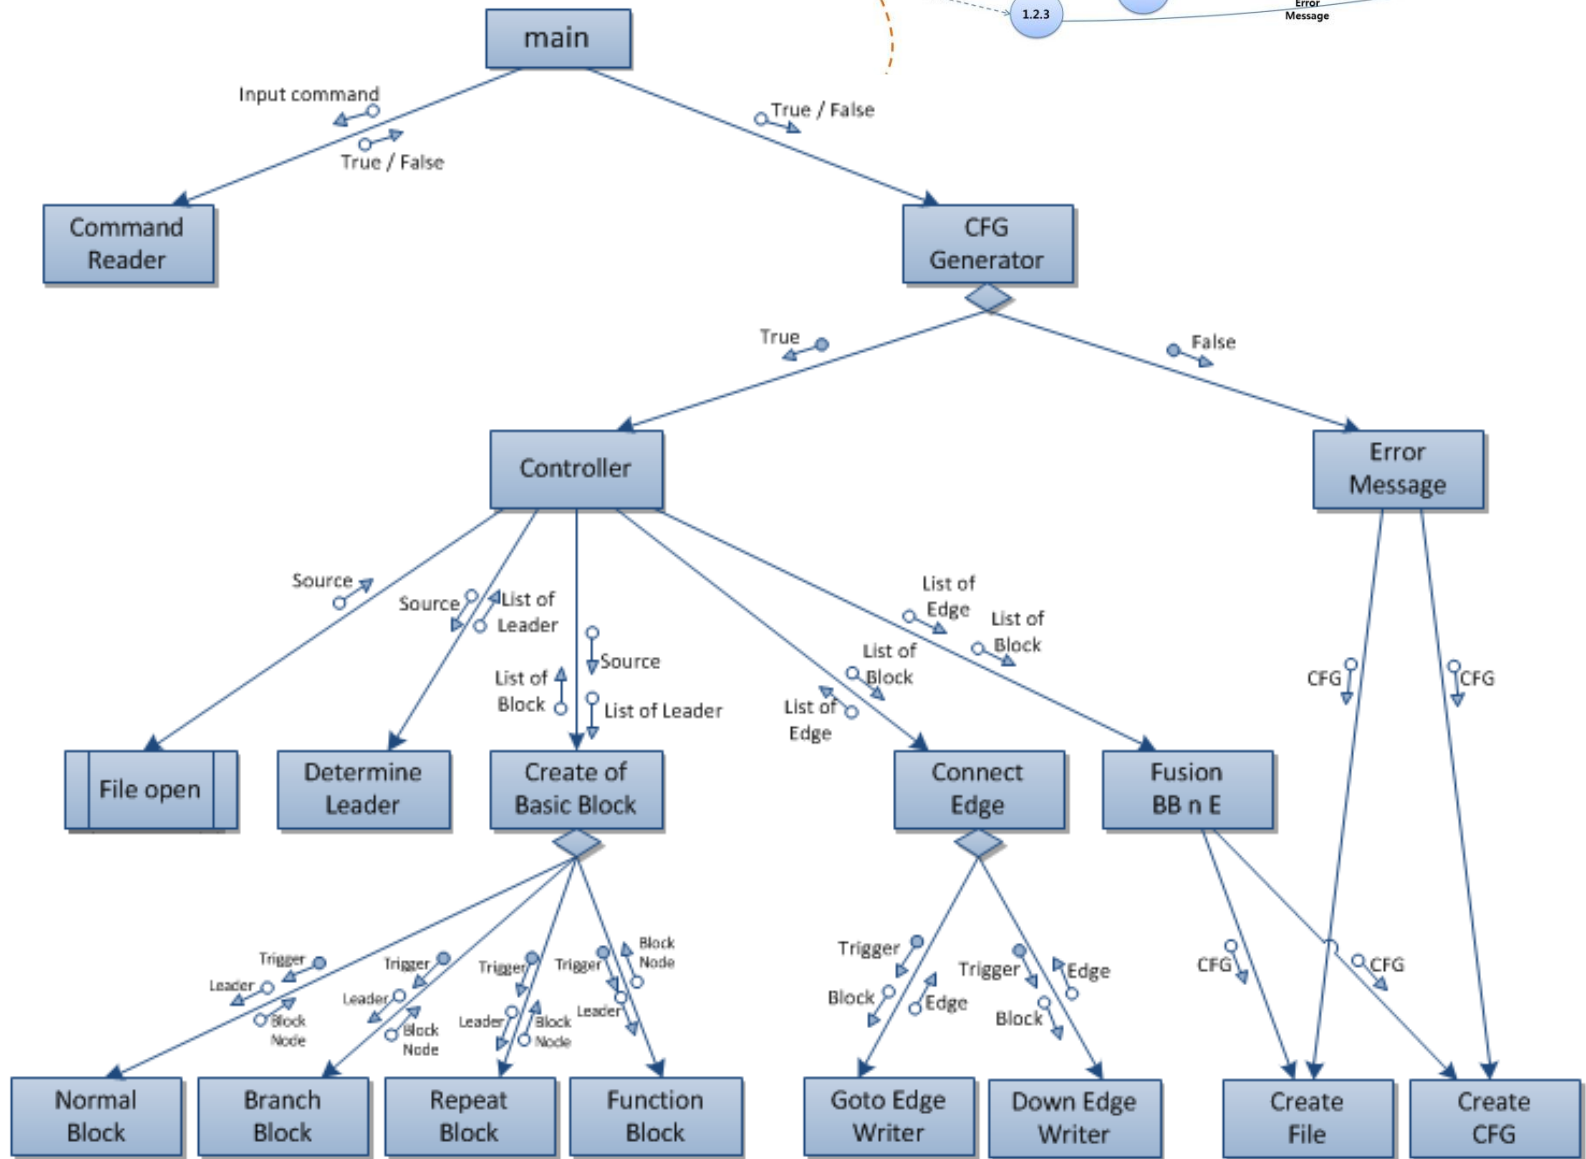 1.2.3
Error
Message
main
Input command
True / False
True / False
Command
Reader
CFG
Generator
True
False
Controller
Error
Message
Source
Source
List of
Leader
List of
Block
Source
List of Leader
List of
Edge
List of
Block
List of
Block
List of
Edge
CFG
CFG
File open
Determine
Leader
Create of
Basic Block
Connect
Edge
Fusion
BB n E
Trigger
Leader
Block
Node
Trigger
Leader
Block
Node
Trigger
Leader
Block
Node
Trigger
Leader
Block
Node
Trigger
Block
Edge
Trigger
Block
Edge
CFG
CFG
Normal
Block
Branch
Block
Repeat
Block
Function
Block
Goto Edge
Writer
Down Edge
Writer
Create
File
Create
CFG